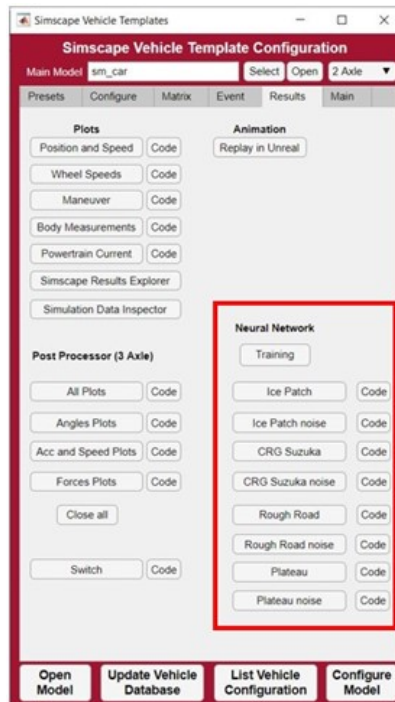 Simscape Vehicle Templates
Simscape Vehicle Template Configuration
Main Model sm_car Select Open 2 Axle
Presets Configure Matrix Event Results Main
Plots
Position and Speed Code
Wheel Speeds Code
Maneuver Code
Body Measurements Code
Powertrain Current Code
Simscape Results Explorer
Simulation Data Inspector
Animation
Replay in Unreal
Post Processor (3 Axle)
All Plots Code
Angles Plots Code
Acc and Speed Plots Code
Forces Plots Code
Close all
Switch Code
Neural Network
Training
Ice Patch Code
Ice Patch noise Code
CRG Suzuka Code
CRG Suzuka noise Code
Rough Road Code
Rough Road noise Code
Plateau Code
Plateau noise Code
Open
Model
Update Vehicle
Database
List Vehicle
Configuration
Configure
Model